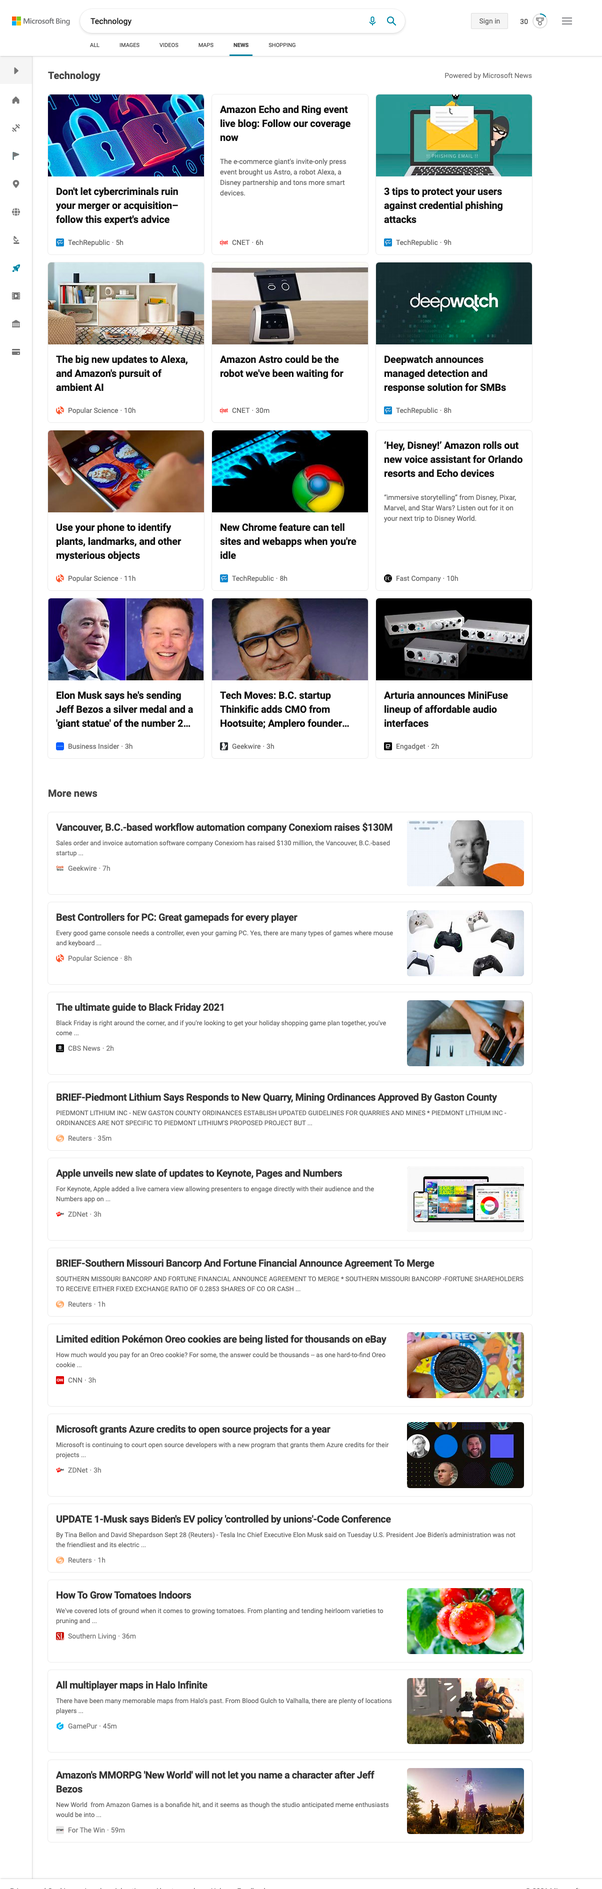 Microsoft Bing
Technology
Sign in
30
ALL
IMAGES
VIDEOS
MAPS
NEWS
SHOPPING
Technology
Powered by Microsoft News
Don't let cybercriminals ruin
your merger or acquisition–
follow this expert's advice
TechRepublic · 5h
Amazon Echo and Ring event
live blog: Follow our coverage
now
The e-commerce giant's invite-only press
event brought us Astro, a robot Alexa, a
Disney partnership and tons more smart
devices.
CNET · 6h
PHISHING EMAIL
3 tips to protect your users
against credential phishing
attacks
TechRepublic · 9h
The big new updates to Alexa,
and Amazon's pursuit of
ambient AI
Popular Science · 10h
Amazon Astro could be the
robot we've been waiting for
CNET · 30m
deepwatch
Deepwatch announces
managed detection and
response solution for SMBs
TechRepublic · 8h
Use your phone to identify
plants, landmarks, and other
mysterious objects
Popular Science · 11h
New Chrome feature can tell
sites and webapps when you're
idle
TechRepublic · 8h
'Hey, Disney!' Amazon rolls out
new voice assistant for Orlando
resorts and Echo devices
"immersive storytelling" from Disney, Pixar,
Marvel, and Star Wars? Listen out for it on
your next trip to Disney World.
Fast Company · 10h
Elon Musk says he's sending
Jeff Bezos a silver medal and a
'giant statue' of the number 2...
Business Insider · 3h
Tech Moves: B.C. startup
Thinkific adds CMO from
Hootsuite; Amplero founder...
Geekwire · 3h
Arturia announces MiniFuse
lineup of affordable audio
interfaces
Engadget · 2h
More news
Vancouver, B.C.-based workflow automation company Conexiom raises $130M
Sales order and invoice automation software company Conexiom has raised $130 million, the Vancouver, B.C.-based
startup ...
Geekwire · 7h
Best Controllers for PC: Great gamepads for every player
Every good game console needs a controller, even your gaming PC. Yes, there are many types of games where mouse
and keyboard ...
Popular Science · 8h
The ultimate guide to Black Friday 2021
Black Friday is right around the corner, and if you're looking to get your holiday shopping game plan together, you've
come ...
CBS News · 2h
BRIEF-Piedmont Lithium Says Responds to New Quarry, Mining Ordinances Approved By Gaston County
PIEDMONT LITHIUM INC - NEW GASTON COUNTY ORDINANCES ESTABLISH UPDATED GUIDELINES FOR QUARRIES AND MINES * PIEDMONT LITHIUM INC -
ORDINANCES ARE NOT SPECIFIC TO PIEDMONT LITHIUM'S PROPOSED PROJECT BUT ...
Reuters · 35m
Apple unveils new slate of updates to Keynote, Pages and Numbers
For Keynote, Apple added a live camera view allowing presenters to engage directly with their audience and the
Numbers app on ...
ZDNet · 3h
BRIEF-Southern Missouri Bancorp And Fortune Financial Announce Agreement To Merge
SOUTHERN MISSOURI BANCORP AND FORTUNE FINANCIAL ANNOUNCE AGREEMENT TO MERGE * SOUTHERN MISSOURI BANCORP -FORTUNE SHAREHOLDERS
TO RECEIVE EITHER FIXED EXCHANGE RATIO OF 0.2853 SHARES OF CO OR CASH ...
Reuters · 1h
Limited edition Pokémon Oreo cookies are being listed for thousands on eBay
How much would you pay for an Oreo cookie? For some, the answer could be thousands -- as one hard-to-find Oreo
cookie ...
CNN · 3h
OREO
Microsoft grants Azure credits to open source projects for a year
Microsoft is continuing to court open source developers with a new program that grants them Azure credits for their
projects ...
ZDNet · 3h
UPDATE 1-Musk says Biden's EV policy 'controlled by unions'-Code Conference
By Tina Bellon and David Shepardson Sept 28 (Reuters) - Tesla Inc Chief Executive Elon Musk said on Tuesday U.S. President Joe Biden's administration was not
the friendliest and its electric ...
Reuters · 1h
How To Grow Tomatoes Indoors
We've covered lots of ground when it comes to growing tomatoes. From planting and tending heirloom varieties to
pruning and ...
Southern Living · 36m
All multiplayer maps in Halo Infinite
There have been many memorable maps from Halo's past. From Blood Gulch to Valhalla, there are plenty of locations
players ...
GamePur · 45m
Amazon's MMORPG 'New World' will not let you name a character after Jeff
Bezos
New World from Amazon Games is a bonafide hit, and it seems as though the studio anticipated meme enthusiasts
would be into ...
For The Win · 59m